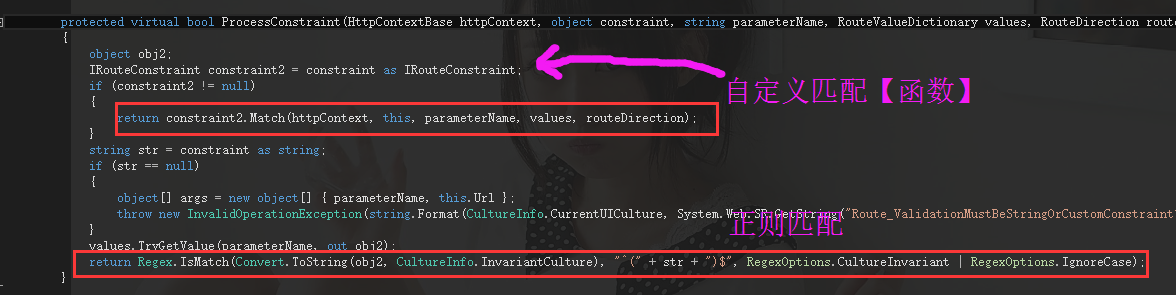 protected virtual bool ProcessConstraint(HttpContextBase httpContext, object constraint, string parameterName, RouteValueDictionary values, RouteDirection route
{
object obj2;
IRouteConstraint constraint2 = constraint as IRouteConstraint;
if (constraint2 != null)
自定义匹配【函数】
{
return constraint2.Match(httpContext, this, parameterName, values, routeDirection);
}
string str = constraint as string;
if (str == null)
{
object[] args = new object[] { parameterName, this.Url };
throw new InvalidOperationException(string.Format(CultureInfo.CurrentUICulture, System.Web.SR.GetString("Route_ValidationMustBeStringOrCustomConstraint"
}
正则匹配
values.TryGetValue(parameterName, out obj2);
return Regex.IsMatch(Convert.ToString(obj2, CultureInfo.InvariantCulture), "^(" + str + ")$", RegexOptions.CultureInvariant | RegexOptions.IgnoreCase);
}